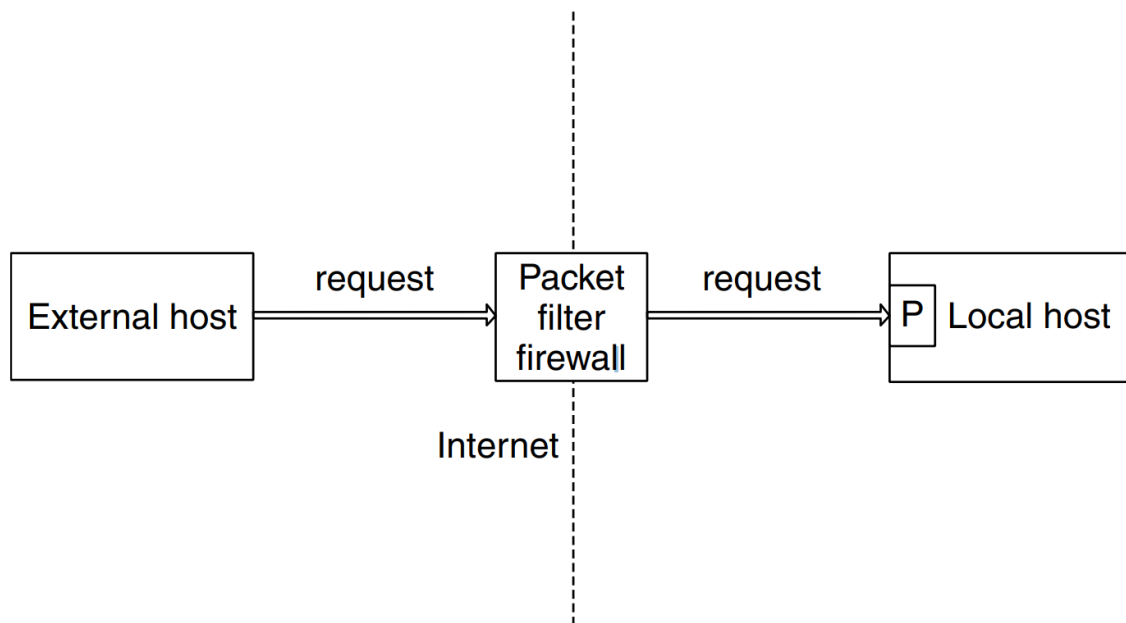 External host
request
Packet
filter
firewall
request
P
Local host
Internet